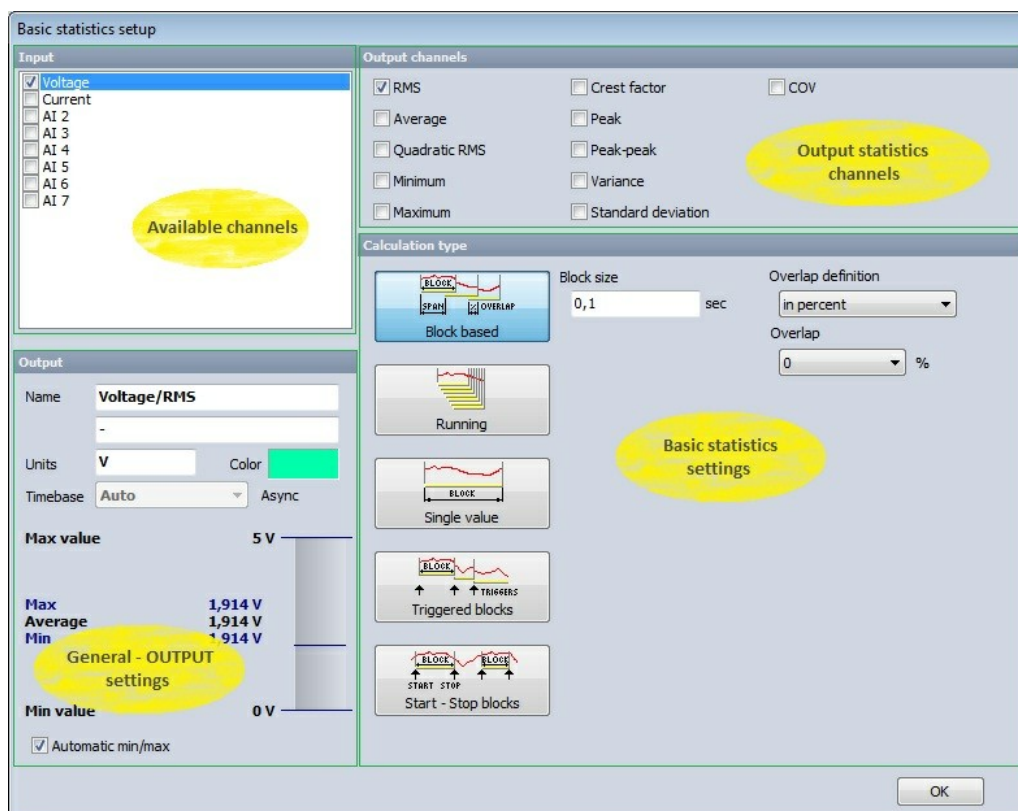 Basic statistics setup
Input
Voltage
Current
AI 2
AI 3
AI 4
AI 5
AI 6
AI 7
Available channels
Output channels
RMS
Average
Quadratic RMS
Minimum
Maximum
Crest factor
Peak
Peak-peak
Variance
Standard deviation
COV
Output statistics
channels
Calculation type
BLOCK
SPAN
% OVERLAP
Block based
Running
BLOCK
Single value
BLOCK
TRIGGERS
Triggered blocks
BLOCK
BLOCK
START STOP
Start - Stop blocks
Block size
0,1 sec
Overlap definition
in percent
Overlap
0 %
Basic statistics
settings
Output
Name Voltage/RMS
-
Units V Color
Timebase Auto Async
Max value 5 V
Max 1,914 V
Average 1,914 V
Min 1,914 V
General - OUTPUT
settings
Min value 0 V
Automatic min/max
OK